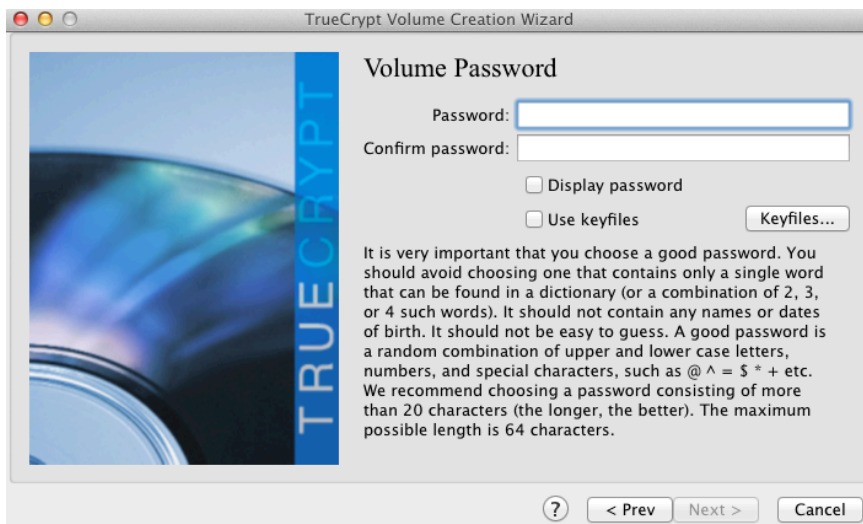 TrueCrypt Volume Creation Wizard
TRUECRYPT
Volume Password
Password:
Confirm password:
Display password
Use keyfiles
Keyfiles...
It is very important that you choose a good password. You
should avoid choosing one that contains only a single word
that can be found in a dictionary (or a combination of 2, 3,
or 4 such words). It should not contain any names or dates
of birth. It should not be easy to guess. A good password is
a random combination of upper and lower case letters,
numbers, and special characters, such as @ ^ = $ * + etc.
We recommend choosing a password consisting of more
than 20 characters (the longer, the better). The maximum
possible length is 64 characters.
?
< Prev
Next >
Cancel